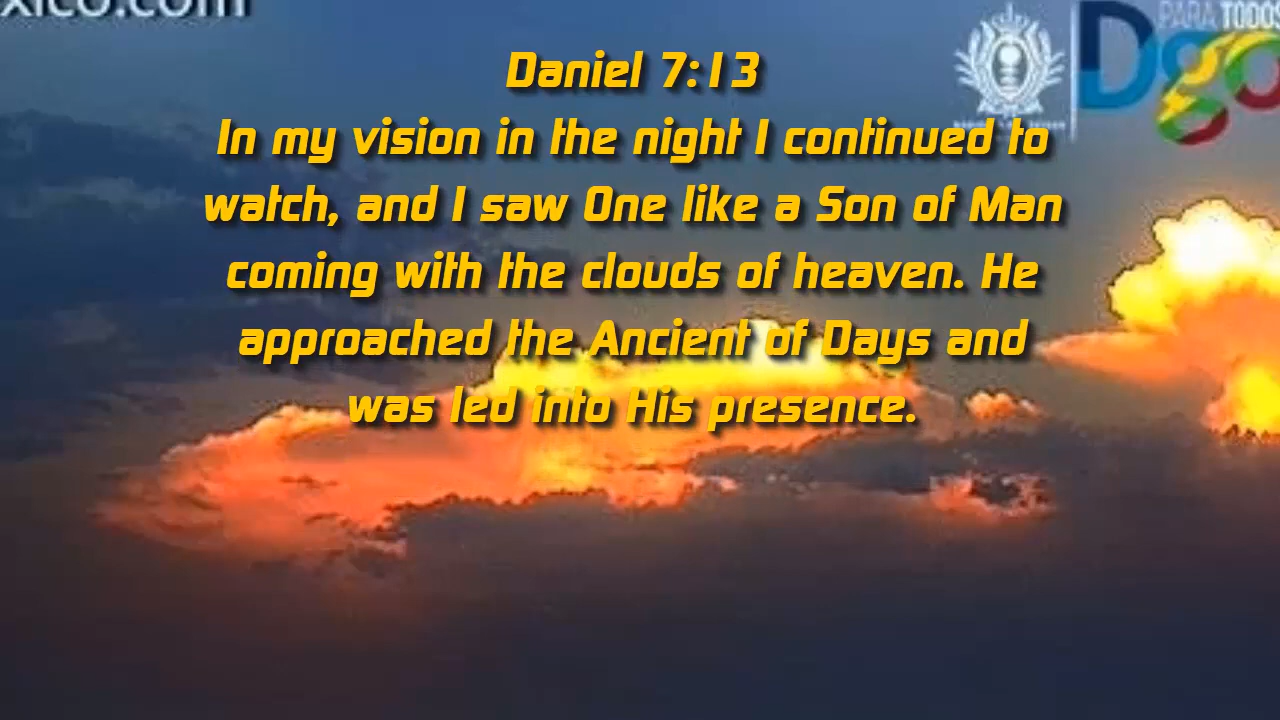 xico.com
PARA TODOS
Dgo
Daniel 7:13
In my vision in the night I continued to
watch, and I saw One like a Son of Man
coming with the clouds of heaven. He
approached the Ancient of Days and
was led into His presence.